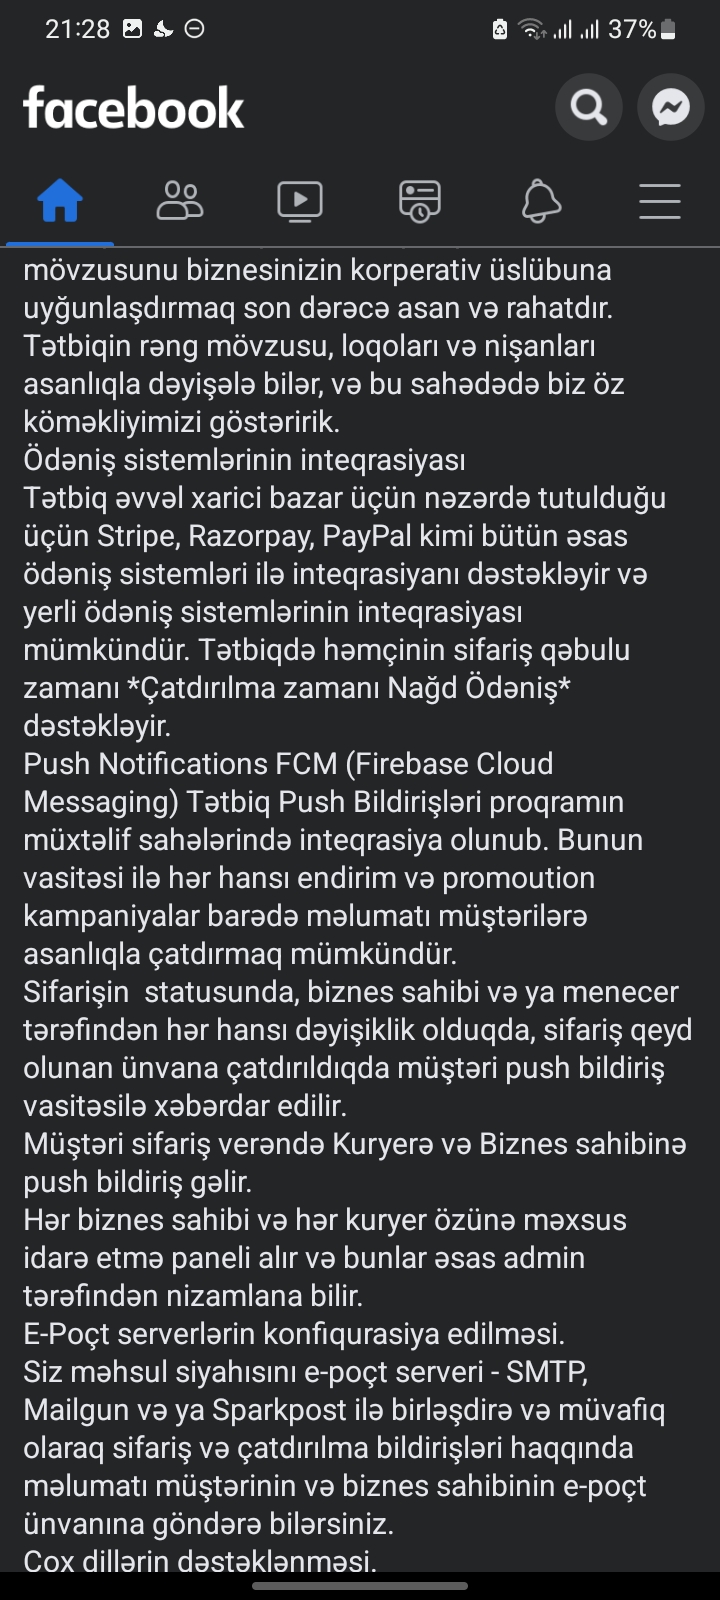 21:28
37%
facebook
mövzusunu biznesinizin korperativ üslübuna
uyğunlaşdırmaq son dərəcə asan və rahatdır.
Tətbiqin rəng mövzusu, loqoları və nişanları
asanlıqla dəyişələ bilər, və bu sahədədə biz öz
köməkliyimizi göstəririk.
Ödəniş sistemlərinin inteqrasiyası
Tətbiq əvvəl xarici bazar üçün nəzərdə tutulduğu
üçün Stripe, Razorpay, PayPal kimi bütün əsas
ödəniş sistemləri ilə inteqrasiyanı dəstəkləyir və
yerli ödəniş sistemlərinin inteqrasiyası
mümkündür. Tətbiqdə həmçinin sifariş qəbulu
zamanı *Çatdırılma zamanı Nağd Ödəniş*
dəstəkləyir.
Push Notifications FCM (Firebase Cloud
Messaging) Tətbiq Push Bildirişləri proqramın
müxtəlif sahələrində inteqrasiya olunub. Bunun
vasitəsi ilə hər hansı endirim və promoution
kampaniyalar barədə məlumatı müştərilərə
asanlıqla çatdırmaq mümkündür.
Sifarişin  statusunda, biznes sahibi və ya menecer
tərəfindən hər hansı dəyişiklik olduqda, sifariş qeyd
olunan ünvana çatdırıldıqda müştəri push bildiriş
vasitəsilə xəbərdar edilir.
Müştəri sifariş verəndə Kuryerə və Biznes sahibinə
push bildiriş gəlir.
Hər biznes sahibi və hər kuryer özünə məxsus
idarə etmə paneli alır və bunlar əsas admin
tərəfindən nizamlana bilir.
E-Poçt serverlərin konfiqurasiya edilməsi.
Siz məhsul siyahısını e-poçt serveri - SMTP,
Mailgun və ya Sparkpost ilə birləşdirə və müvafiq
olaraq sifariş və çatdırılma bildirişləri haqqında
məlumatı müştərinin və biznes sahibinin e-poçt
ünvanına göndərə bilərsiniz.
Cox dillərin dəstəklənməsi.